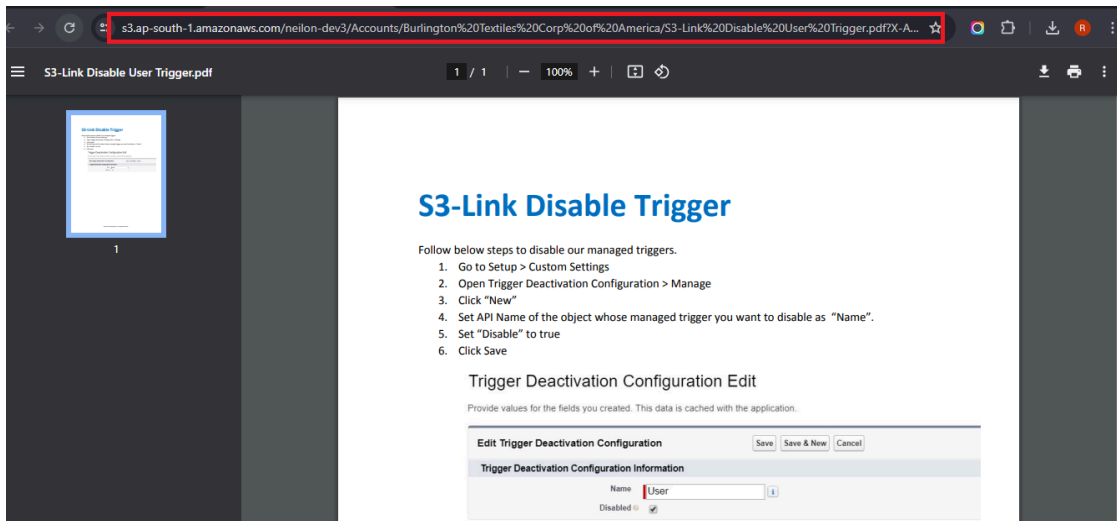 s3.ap-south-1.amazonaws.com/neilon-dev3/Accounts/Burlington%20Textiles%20Corp%20of%20America/S3-Link%20Disable%20User%20Trigger.pdf?X-A...
R
S3-Link Disable User Trigger.pdf
1 / 1
100%
1
S3-Link Disable Trigger
Follow below steps to disable our managed triggers.
1. Go to Setup > Custom Settings
2. Open Trigger Deactivation Configuration > Manage
3. Click “New”
4. Set API Name of the object whose managed trigger you want to disable as “Name”.
5. Set “Disable” to true
6. Click Save
Trigger Deactivation Configuration Edit
Provide values for the fields you created. This data is cached with the application.
Edit Trigger Deactivation Configuration Save Save & New Cancel
Trigger Deactivation Configuration Information
Name User
Disabled